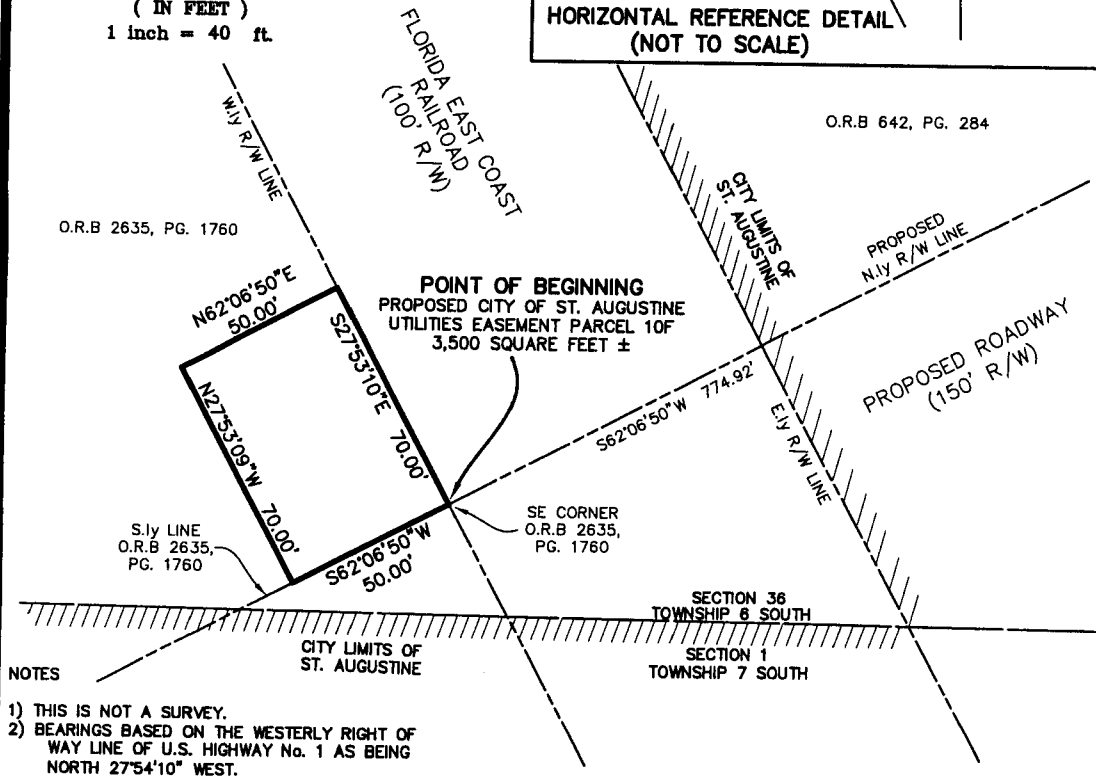 ( IN FEET )
1 inch = 40 ft.
HORIZONTAL REFERENCE DETAIL
(NOT TO SCALE)
FLORIDA EAST COAST
RAILROAD
(100' R/W)
W.ly R/W LINE
O.R.B 642, PG. 284
CITY LIMITS OF
ST. AUGUSTINE
PROPOSED
N.ly R/W LINE
O.R.B 2635, PG. 1760
N62°06'50"E
50.00'
POINT OF BEGINNING
PROPOSED CITY OF ST. AUGUSTINE
UTILITIES EASEMENT PARCEL 10F
3,500 SQUARE FEET ±
S27°53'10"E 70.00'
PROPOSED ROADWAY
(150' R/W)
S62°06'50"W 774.92'
E.ly R/W LINE
N27°53'09"W 70.00'
SE CORNER
O.R.B 2635,
PG. 1760
S.ly LINE
O.R.B 2635,
PG. 1760
S62°06'50"W
50.00'
SECTION 36
TOWNSHIP 6 SOUTH
CITY LIMITS OF
ST. AUGUSTINE
SECTION 1
TOWNSHIP 7 SOUTH
NOTES
1) THIS IS NOT A SURVEY.
2) BEARINGS BASED ON THE WESTERLY RIGHT OF
WAY LINE OF U.S. HIGHWAY No. 1 AS BEING
NORTH 27°54'10" WEST.